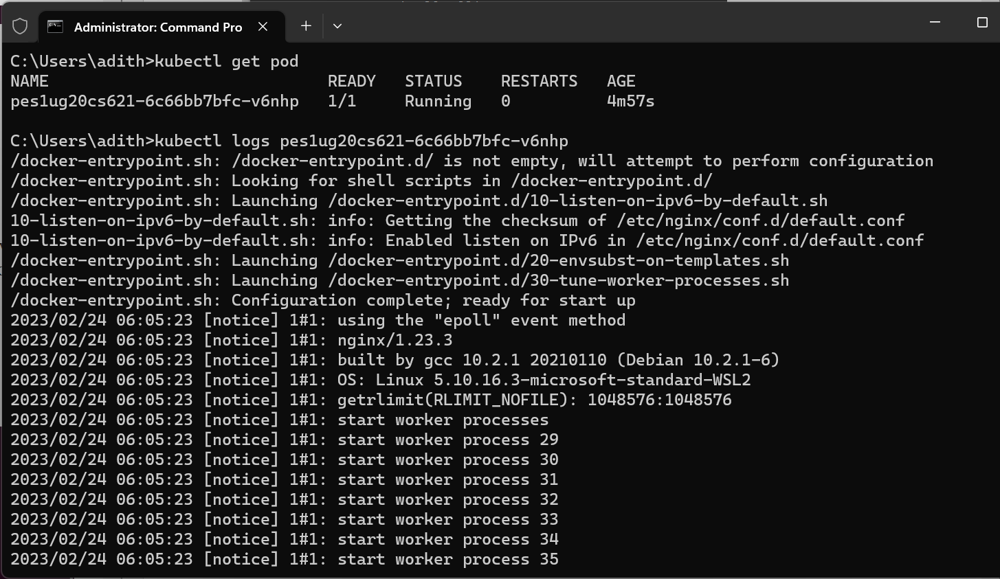 Administrator: Command Pro
C:\Users\adith>kubectl get pod
NAME READY STATUS RESTARTS AGE
pes1ug20cs621-6c66bb7bfc-v6nhp 1/1 Running 0 4m57s
C:\Users\adith>kubectl logs pes1ug20cs621-6c66bb7bfc-v6nhp
/docker-entrypoint.sh: /docker-entrypoint.d/ is not empty, will attempt to perform configuration
/docker-entrypoint.sh: Looking for shell scripts in /docker-entrypoint.d/
/docker-entrypoint.sh: Launching /docker-entrypoint.d/10-listen-on-ipv6-by-default.sh
10-listen-on-ipv6-by-default.sh: info: Getting the checksum of /etc/nginx/conf.d/default.conf
10-listen-on-ipv6-by-default.sh: info: Enabled listen on IPv6 in /etc/nginx/conf.d/default.conf
/docker-entrypoint.sh: Launching /docker-entrypoint.d/20-envsubst-on-templates.sh
/docker-entrypoint.sh: Launching /docker-entrypoint.d/30-tune-worker-processes.sh
/docker-entrypoint.sh: Configuration complete; ready for start up
2023/02/24 06:05:23 [notice] 1#1: using the "epoll" event method
2023/02/24 06:05:23 [notice] 1#1: nginx/1.23.3
2023/02/24 06:05:23 [notice] 1#1: built by gcc 10.2.1 20210110 (Debian 10.2.1-6)
2023/02/24 06:05:23 [notice] 1#1: OS: Linux 5.10.16.3-microsoft-standard-WSL2
2023/02/24 06:05:23 [notice] 1#1: getrlimit(RLIMIT_NOFILE): 1048576:1048576
2023/02/24 06:05:23 [notice] 1#1: start worker processes
2023/02/24 06:05:23 [notice] 1#1: start worker process 29
2023/02/24 06:05:23 [notice] 1#1: start worker process 30
2023/02/24 06:05:23 [notice] 1#1: start worker process 31
2023/02/24 06:05:23 [notice] 1#1: start worker process 32
2023/02/24 06:05:23 [notice] 1#1: start worker process 33
2023/02/24 06:05:23 [notice] 1#1: start worker process 34
2023/02/24 06:05:23 [notice] 1#1: start worker process 35